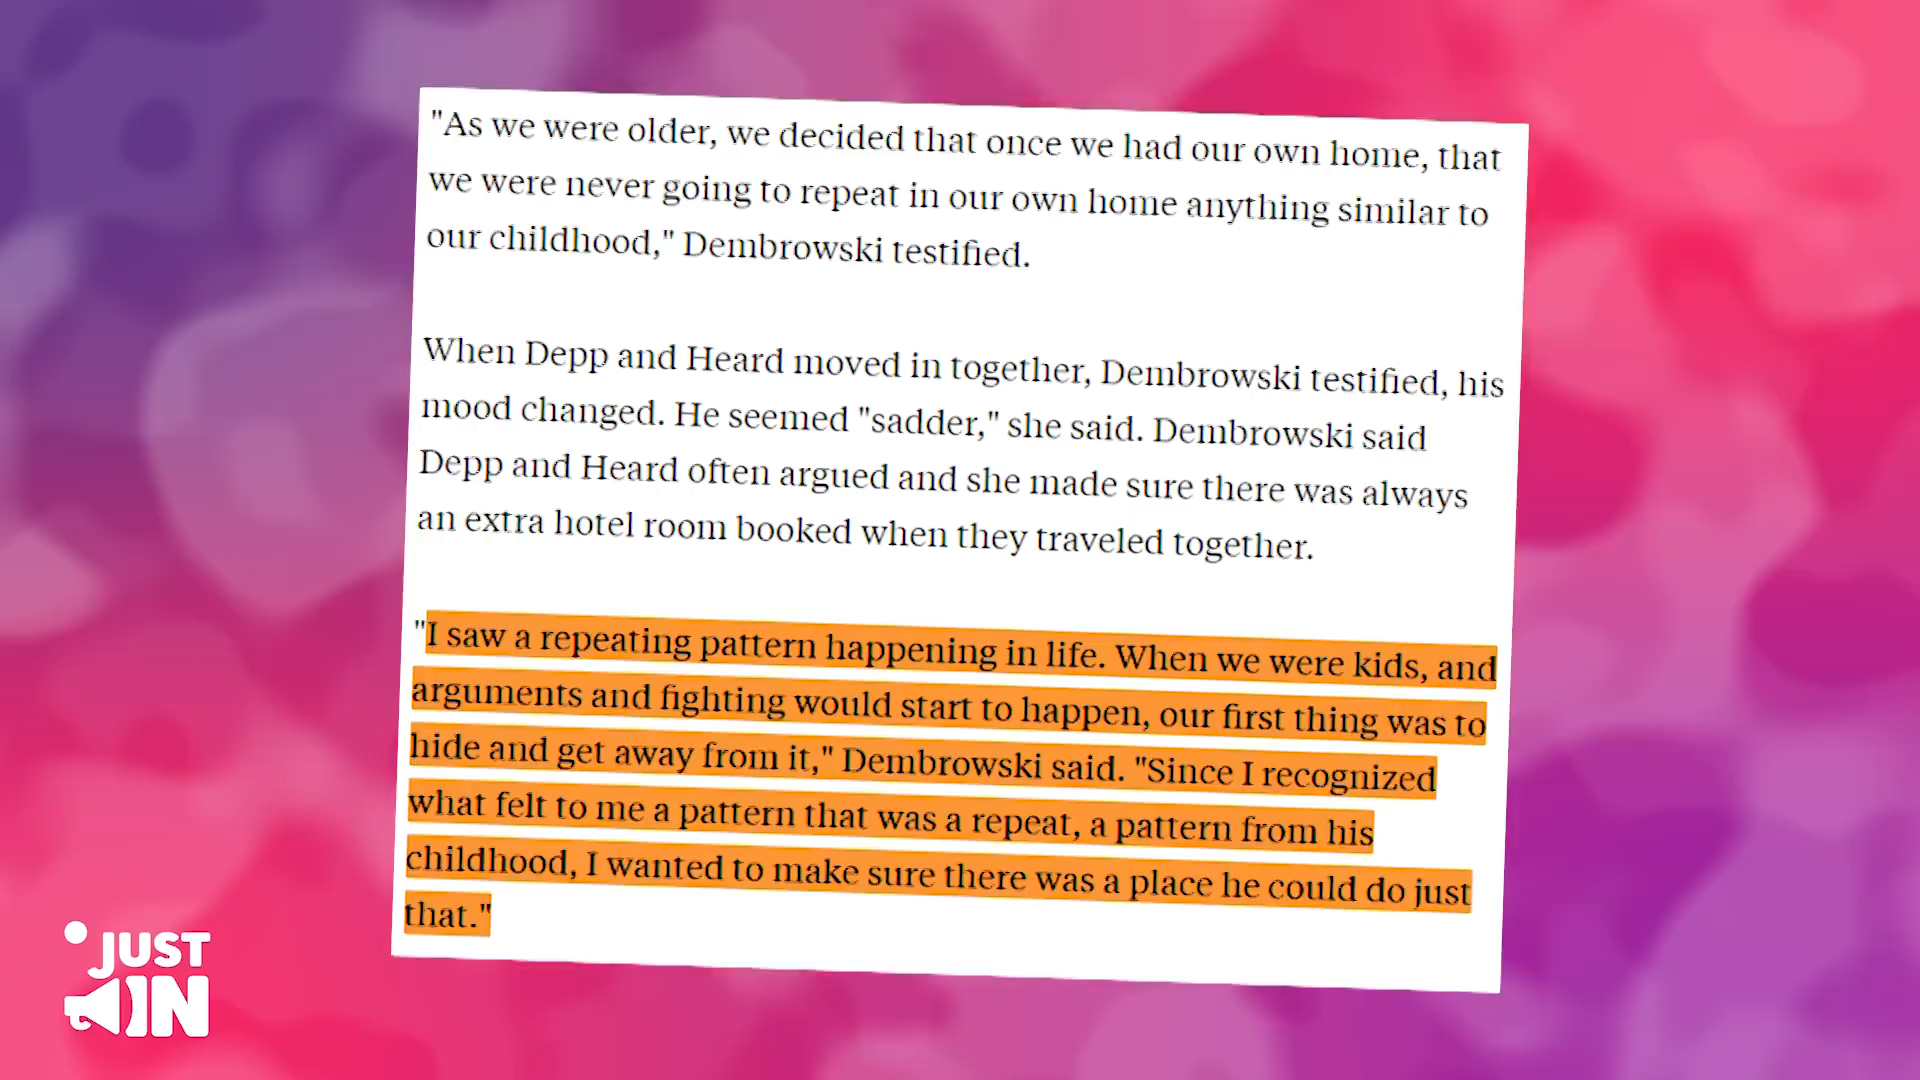 "As we were older, we decided that once we had our own home, that
we were never going to repeat in our own home anything similar to
our childhood," Dembrowski testified.
When Depp and Heard moved in together, Dembrowski testified, his
mood changed. He seemed "sadder," she said. Dembrowski said
Depp and Heard often argued and she made sure there was always
an extra hotel room booked when they traveled together.
"I saw a repeating pattern happening in life. When we were kids, and
arguments and fighting would start to happen, our first thing was to
hide and get away from it," Dembrowski said. "Since I recognized
what felt to me a pattern that was a repeat, a pattern from his
childhood, I wanted to make sure there was a place he could do just
that."
JUST
IN